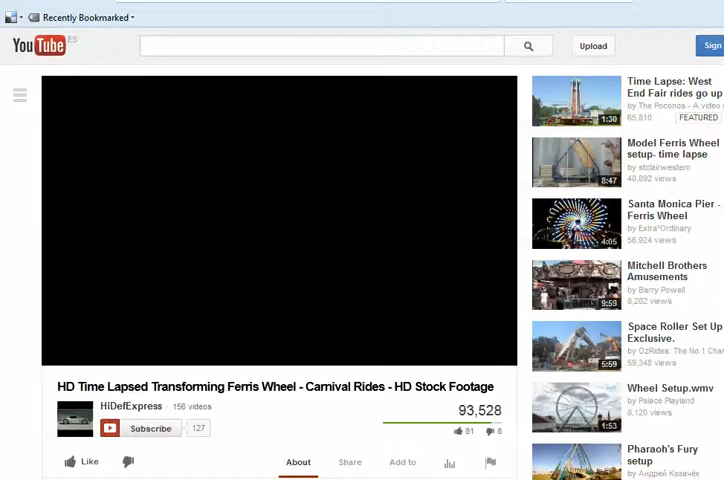 Recently Bookmarked
You Tube ES
Upload
Sign
HD Time Lapsed Transforming Ferris Wheel - Carnival Rides - HD Stock Footage
HiDefExpress · 156 videos
Subscribe 127
93,528
81 8
Like
About Share Add to
Time Lapse: West
End Fair rides go up
by The Poconos - A video
65,810 FEATURED
1:30
Model Ferris Wheel
setup- time lapse
by stclairwestern
40,892 views
8:47
Santa Monica Pier -
Ferris Wheel
by Extra*Ordinary
56,924 views
4:05
Mitchell Brothers
Amusements
by Barry Powell
8,202 views
9:59
Space Roller Set Up
Exclusive.
by OzRides. The No.1 Cha
59,348 views
5:59
Wheel Setup.wmv
by Palace Playland
8,120 views
1:53
Pharaoh's Fury
setup
by Андрей Козачёк